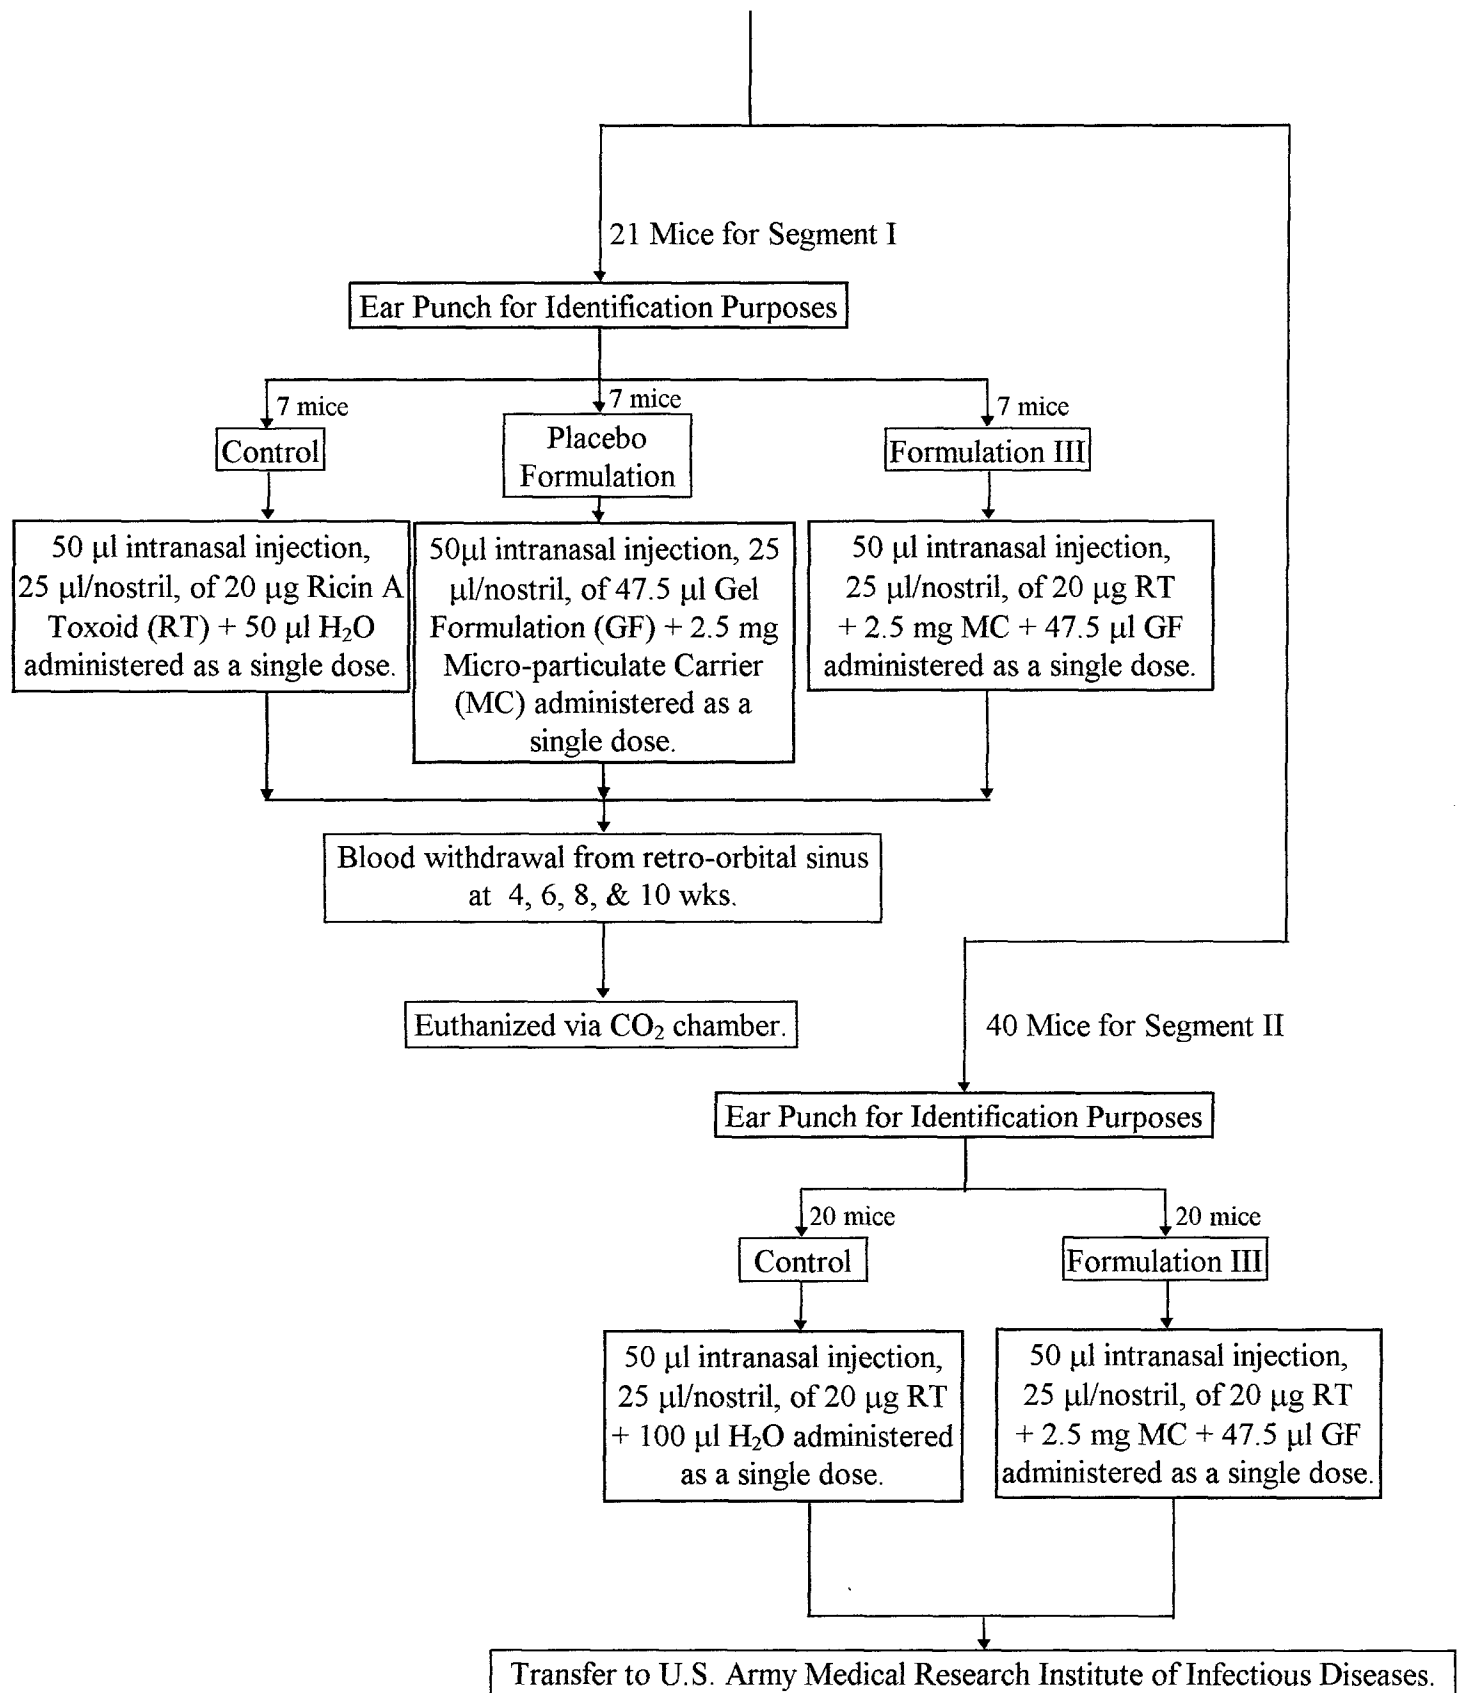 21 Mice for Segment I
Ear Punch for Identification Purposes
7 mice
7 mice
7 mice
Control
Placebo
Formulation
Formulation III
50 µl intranasal injection,
25 µl/nostril, of 20 µg Ricin A
Toxoid (RT) + 50 µl H₂O
administered as a single dose.
50µl intranasal injection, 25
µl/nostril, of 47.5 µl Gel
Formulation (GF) + 2.5 mg
Micro-particulate Carrier
(MC) administered as a
single dose.
50 µl intranasal injection,
25 µl/nostril, of 20 µg RT
+ 2.5 mg MC + 47.5 µl GF
administered as a single dose.
Blood withdrawal from retro-orbital sinus
at 4, 6, 8, & 10 wks.
Euthanized via CO₂ chamber.
40 Mice for Segment II
Ear Punch for Identification Purposes
20 mice
20 mice
Control
Formulation III
50 µl intranasal injection,
25 µl/nostril, of 20 µg RT
+ 100 µl H₂O administered
as a single dose.
50 µl intranasal injection,
25 µl/nostril, of 20 µg RT
+ 2.5 mg MC + 47.5 µl GF
administered as a single dose.
Transfer to U.S. Army Medical Research Institute of Infectious Diseases.